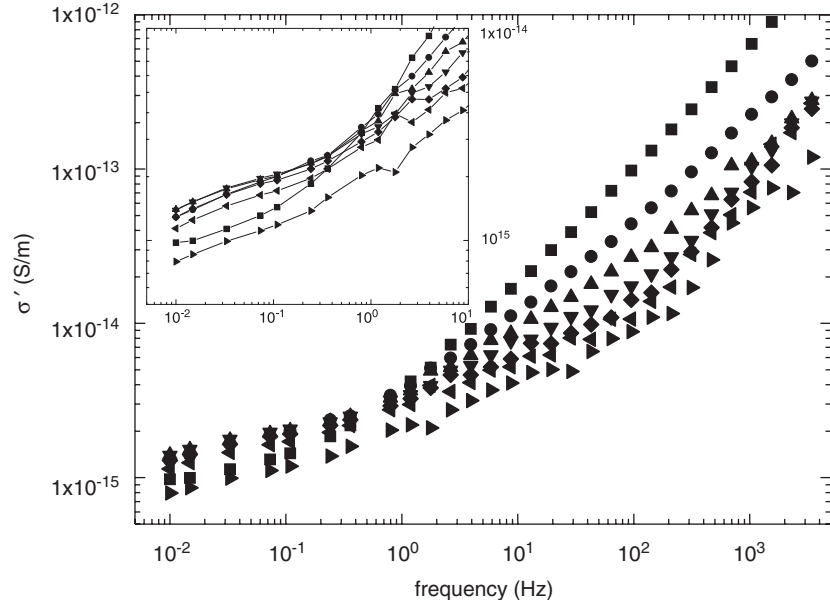 1x10⁻¹²
1x10⁻¹³
1x10⁻¹⁴
1x10⁻¹⁵
σ ′ (S/m)
1x10⁻¹⁴
10¹⁵
10⁻² 10⁻¹ 10⁰ 10¹
10⁻² 10⁻¹ 10⁰ 10¹ 10² 10³
frequency (Hz)